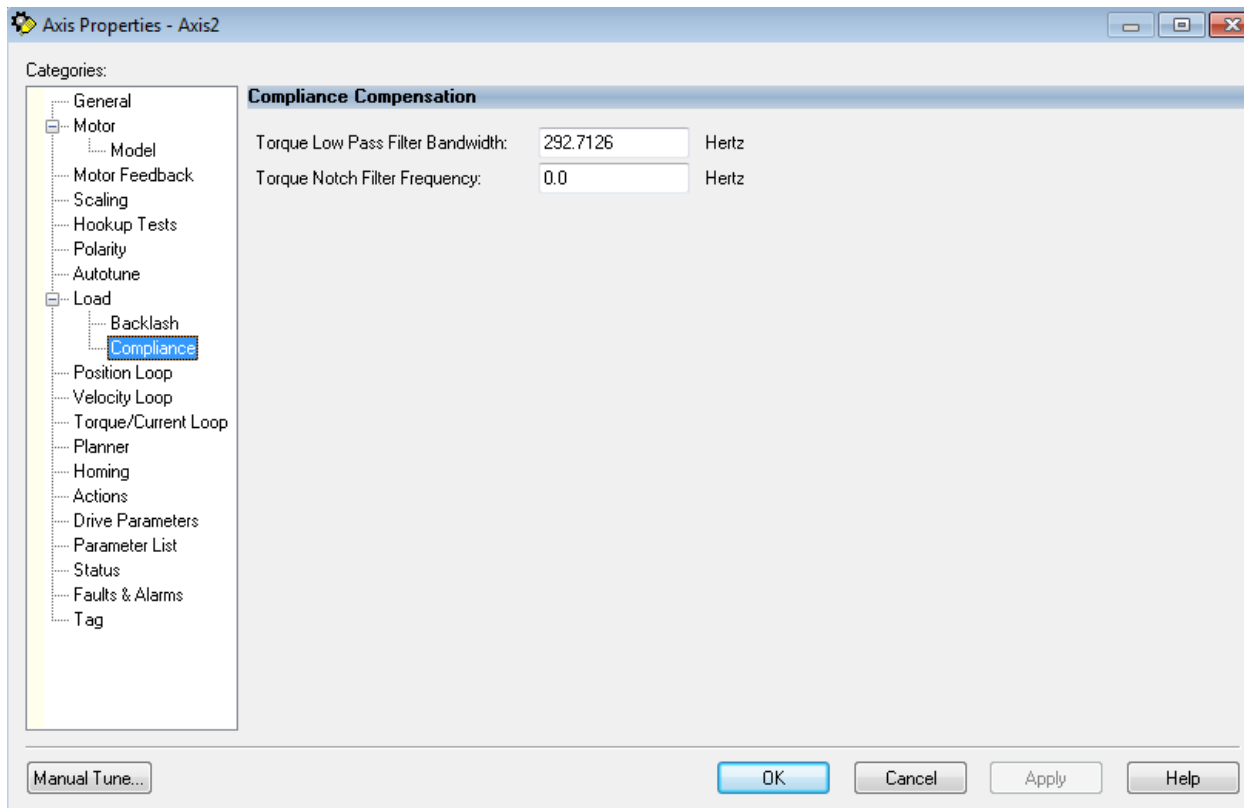 Axis Properties - Axis2
Categories:
General
Motor
Model
Motor Feedback
Scaling
Hookup Tests
Polarity
Autotune
Load
Backlash
Compliance
Position Loop
Velocity Loop
Torque/Current Loop
Planner
Homing
Actions
Drive Parameters
Parameter List
Status
Faults & Alarms
Tag
Compliance Compensation
Torque Low Pass Filter Bandwidth: 292.7126 Hertz
Torque Notch Filter Frequency: 0.0 Hertz
Manual Tune... OK Cancel Apply Help